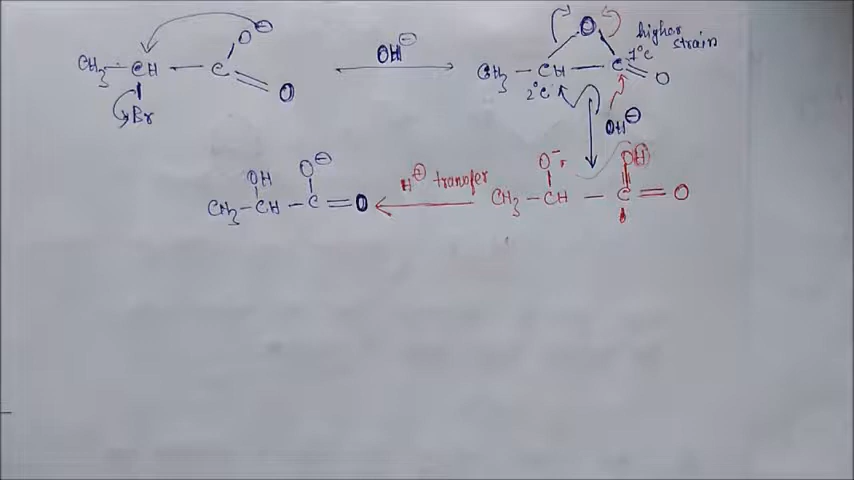 O⊖ OH⊖ O higher strain
CH3 – CH – C = O CH3 – CH – C = O 1°C
Br 2°C OH⊖
OH O⊖ H⊕ transfer O⁻ OH
CH3 – CH – C = O CH3 – CH – C = O